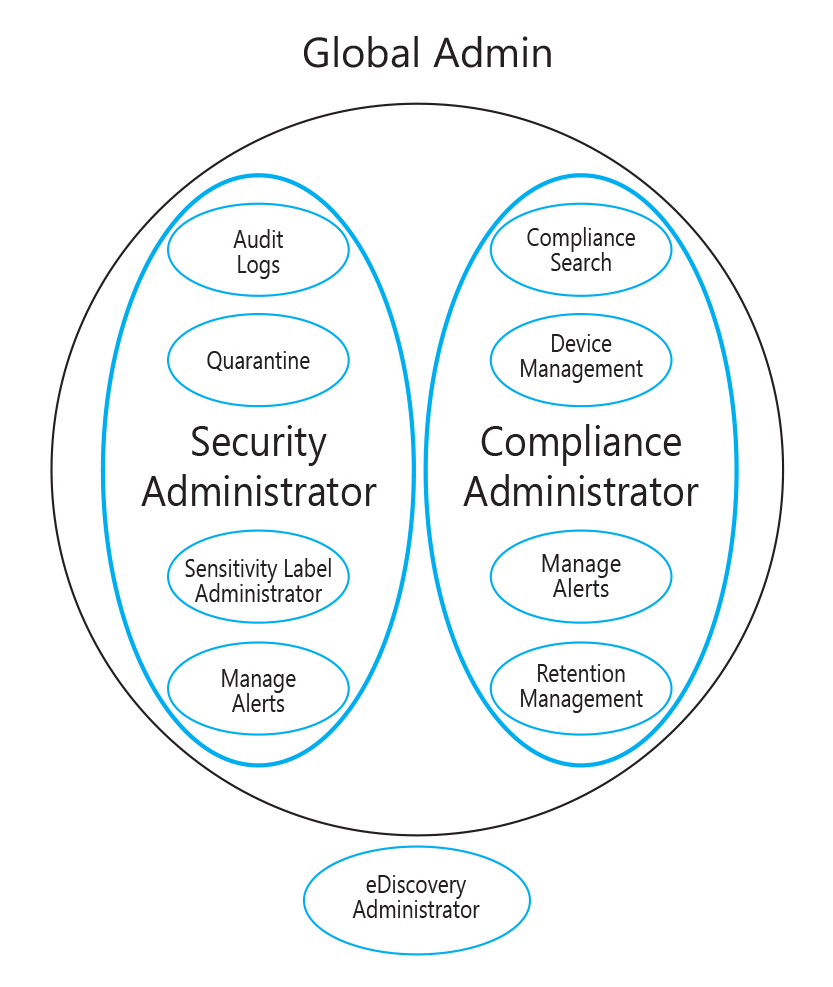 Global Admin
Audit
Logs
Quarantine
Security
Administrator
Sensitivity Label
Administrator
Manage
Alerts
Compliance
Search
Device
Management
Compliance
Administrator
Manage
Alerts
Retention
Management
eDiscovery
Administrator